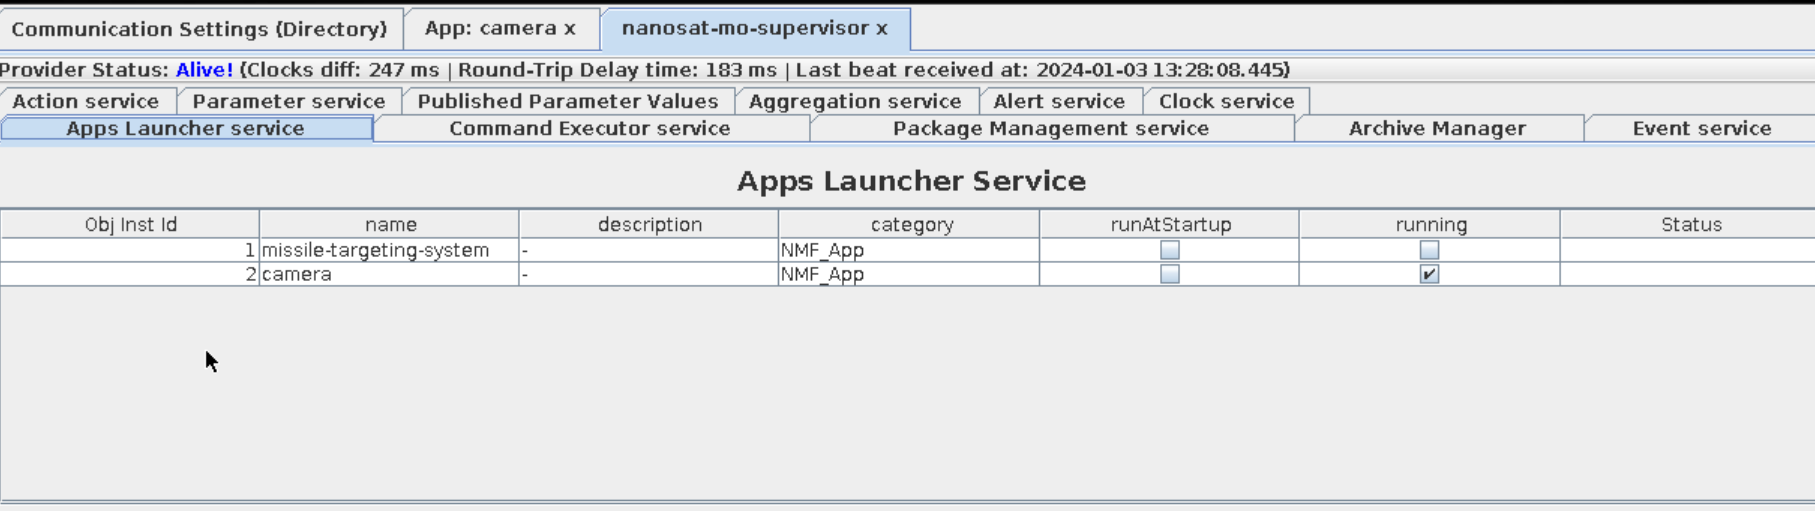 Communication Settings (Directory) App: camera x nanosat-mo-supervisor x
Provider Status: Alive! (Clocks diff: 247 ms | Round-Trip Delay time: 183 ms | Last beat received at: 2024-01-03 13:28:08.445)
Action service Parameter service Published Parameter Values Aggregation service Alert service Clock service
Apps Launcher service Command Executor service Package Management service Archive Manager Event service
Apps Launcher Service
Obj Inst Id name description category runAtStartup running Status
1 missile-targeting-system - NMF_App
2 camera - NMF_App